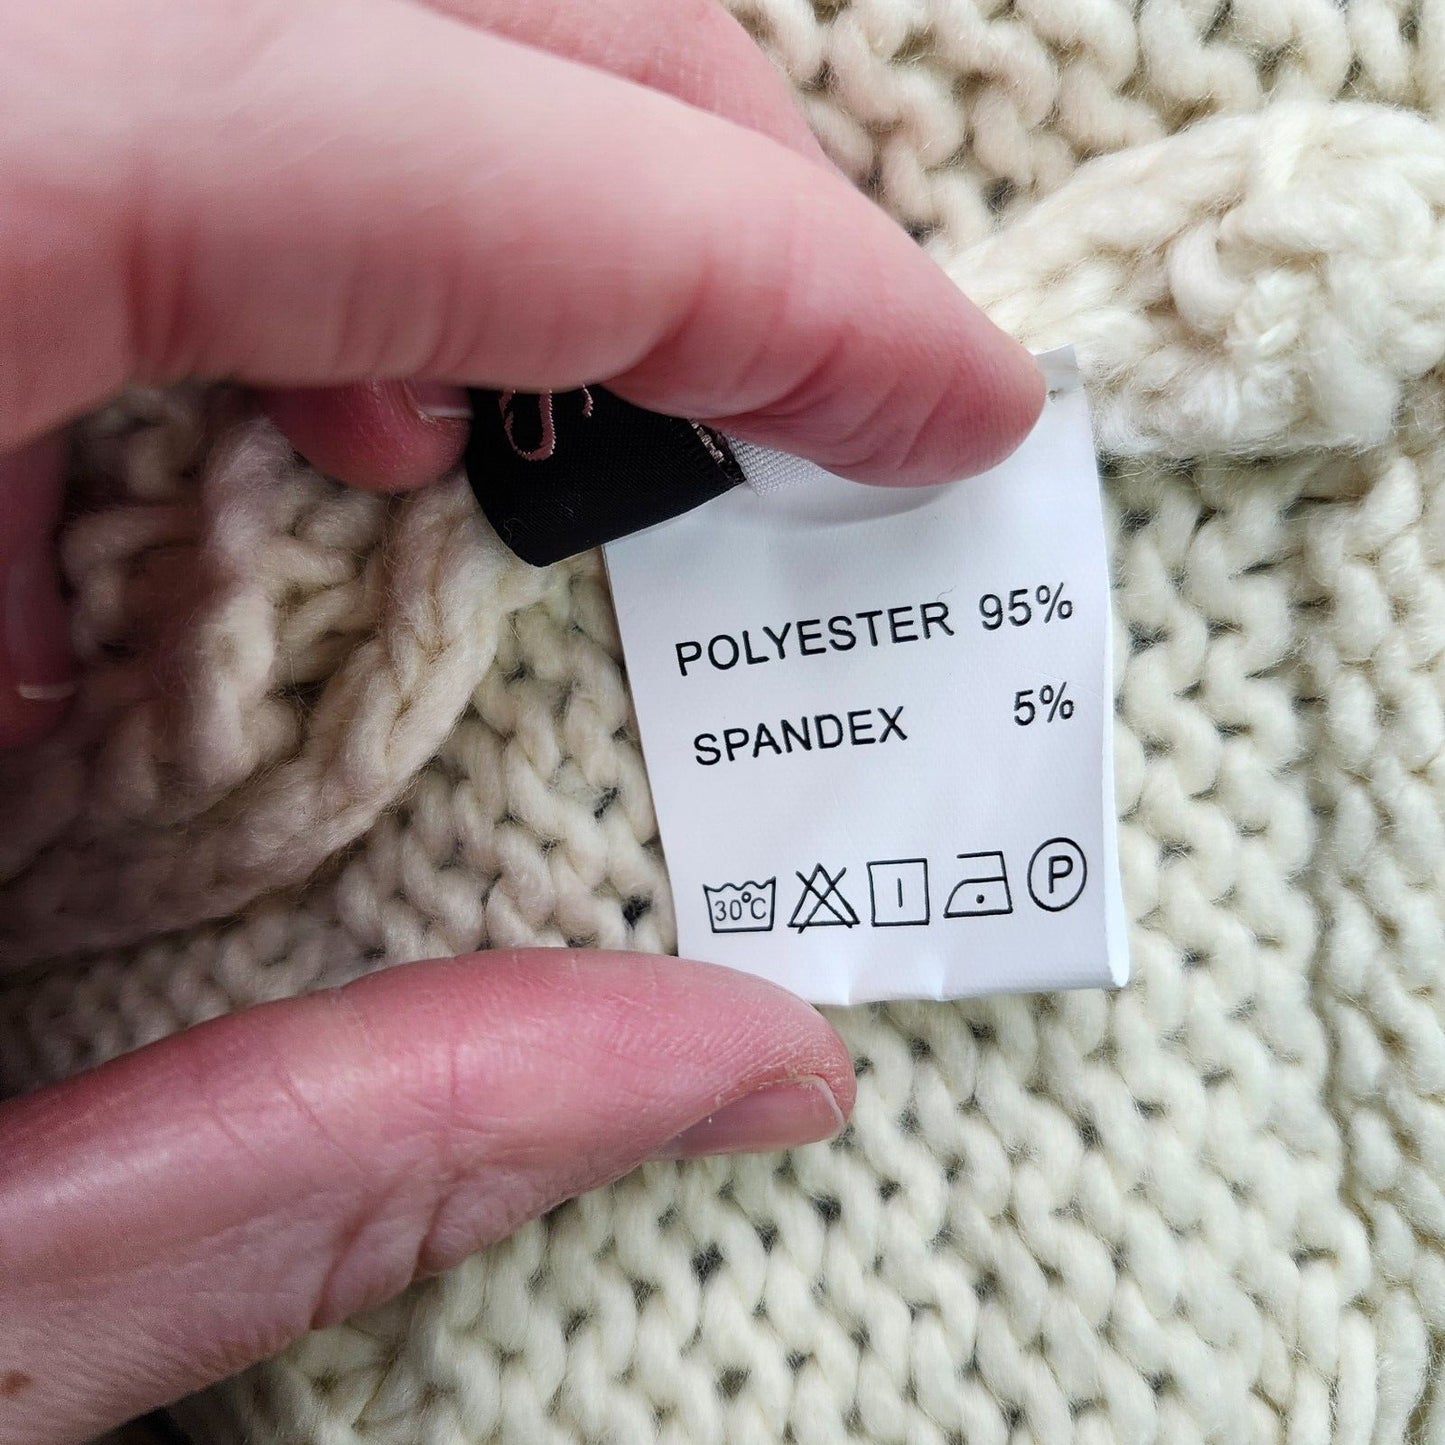 POLYESTER 95%
SPANDEX 5%
30°C P